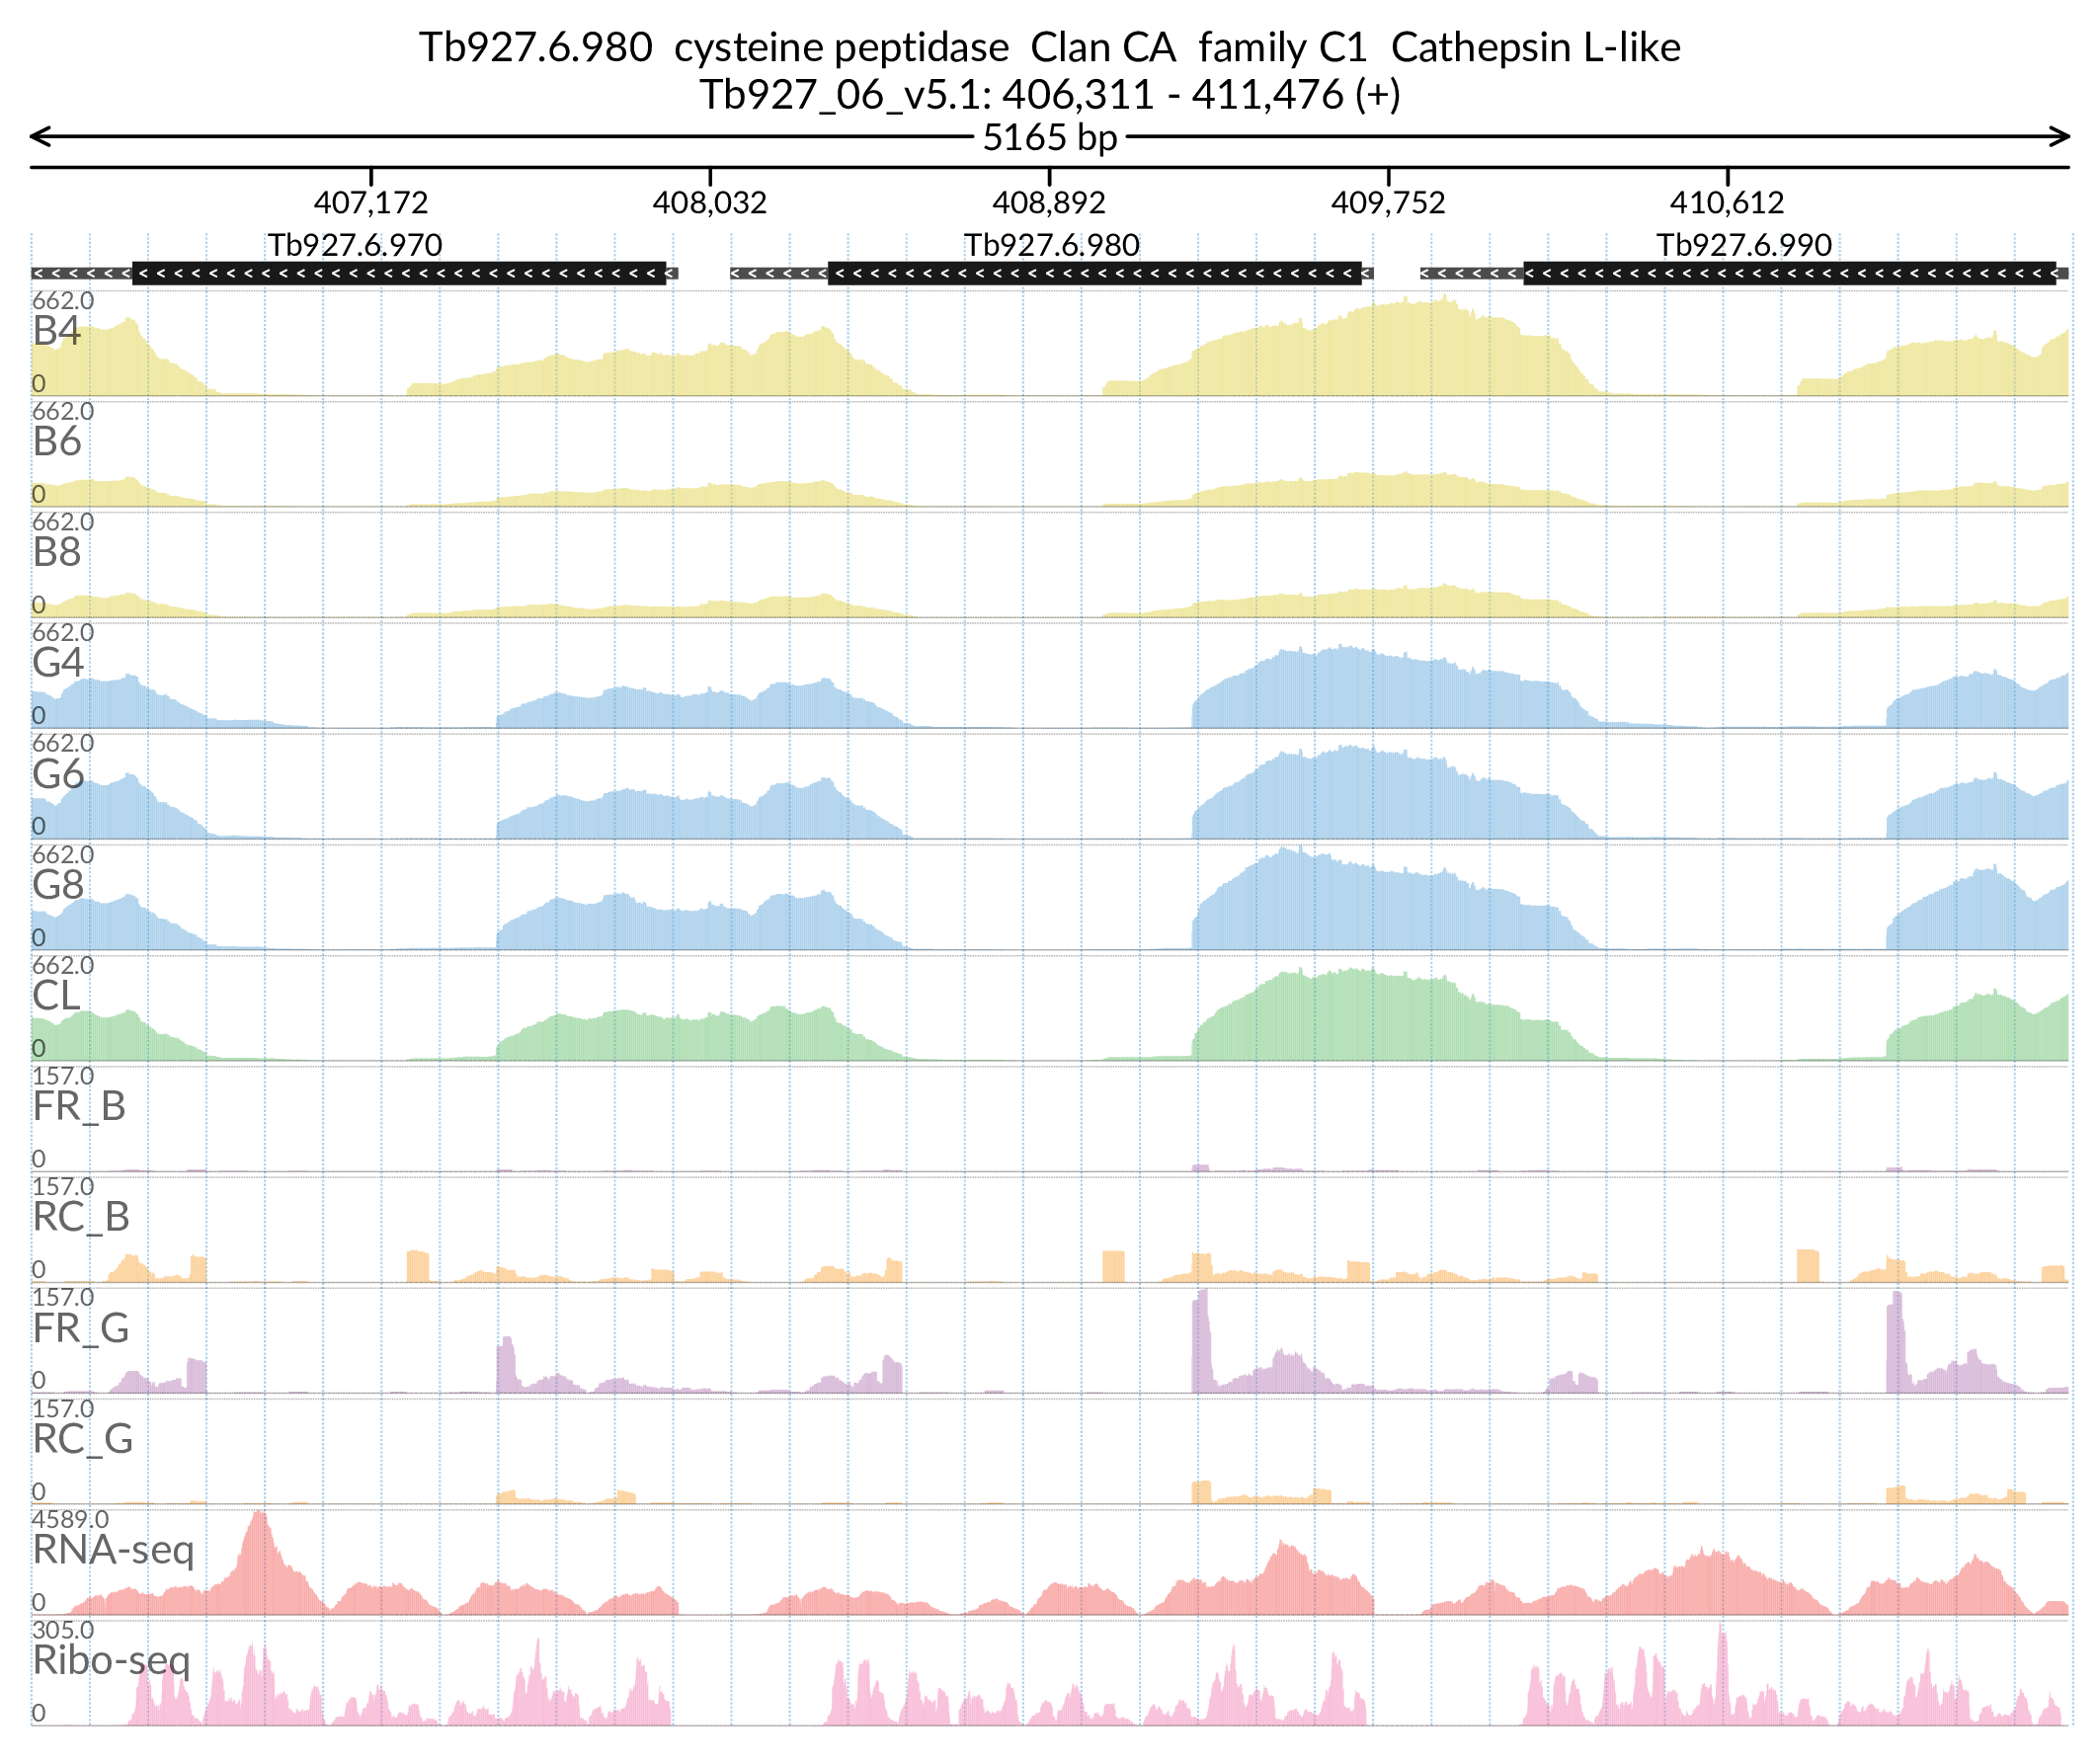 Tb927.6.980 cysteine peptidase Clan CA family C1 Cathepsin L-like
Tb927_06_v5.1: 406,311 - 411,476 (+)
5165 bp
407,172 408,032 408,892 409,752 410,612
Tb927.6.970 Tb927.6.980 Tb927.6.990
662.0
B4
0
662.0
B6
0
662.0
B8
0
662.0
G4
0
662.0
G6
0
662.0
G8
0
662.0
CL
0
157.0
FR_B
0
157.0
RC_B
0
157.0
FR_G
0
157.0
RC_G
0
4589.0
RNA-seq
0
305.0
Ribo-seq
0